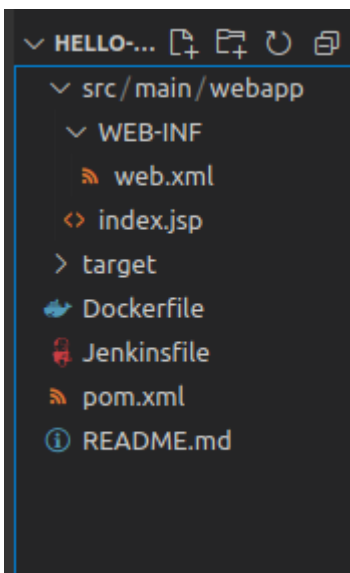 HELLO-...
src/main/webapp
WEB-INF
web.xml
index.jsp
target
Dockerfile
Jenkinsfile
pom.xml
README.md